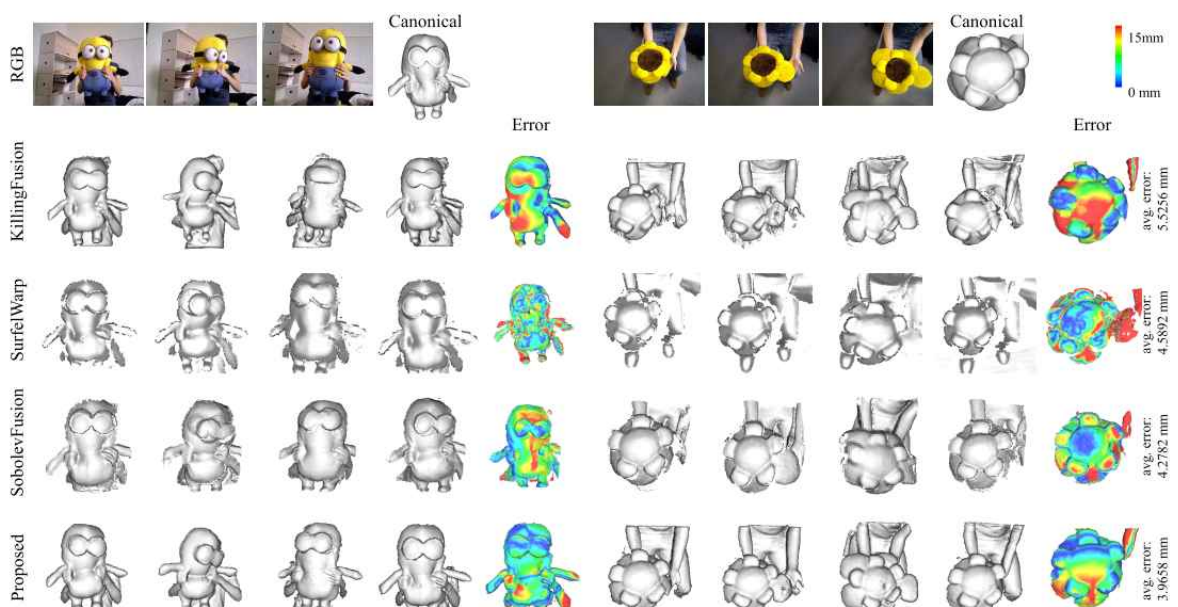 RGB
Canonical
Canonical
15mm
0 mm
Error
Error
KillingFusion
avg. error:
5.5256 mm
SurfelWarp
avg. error:
4.5892 mm
SobolevFusion
avg. error:
4.2782 mm
Proposed
avg. error:
3.9658 mm